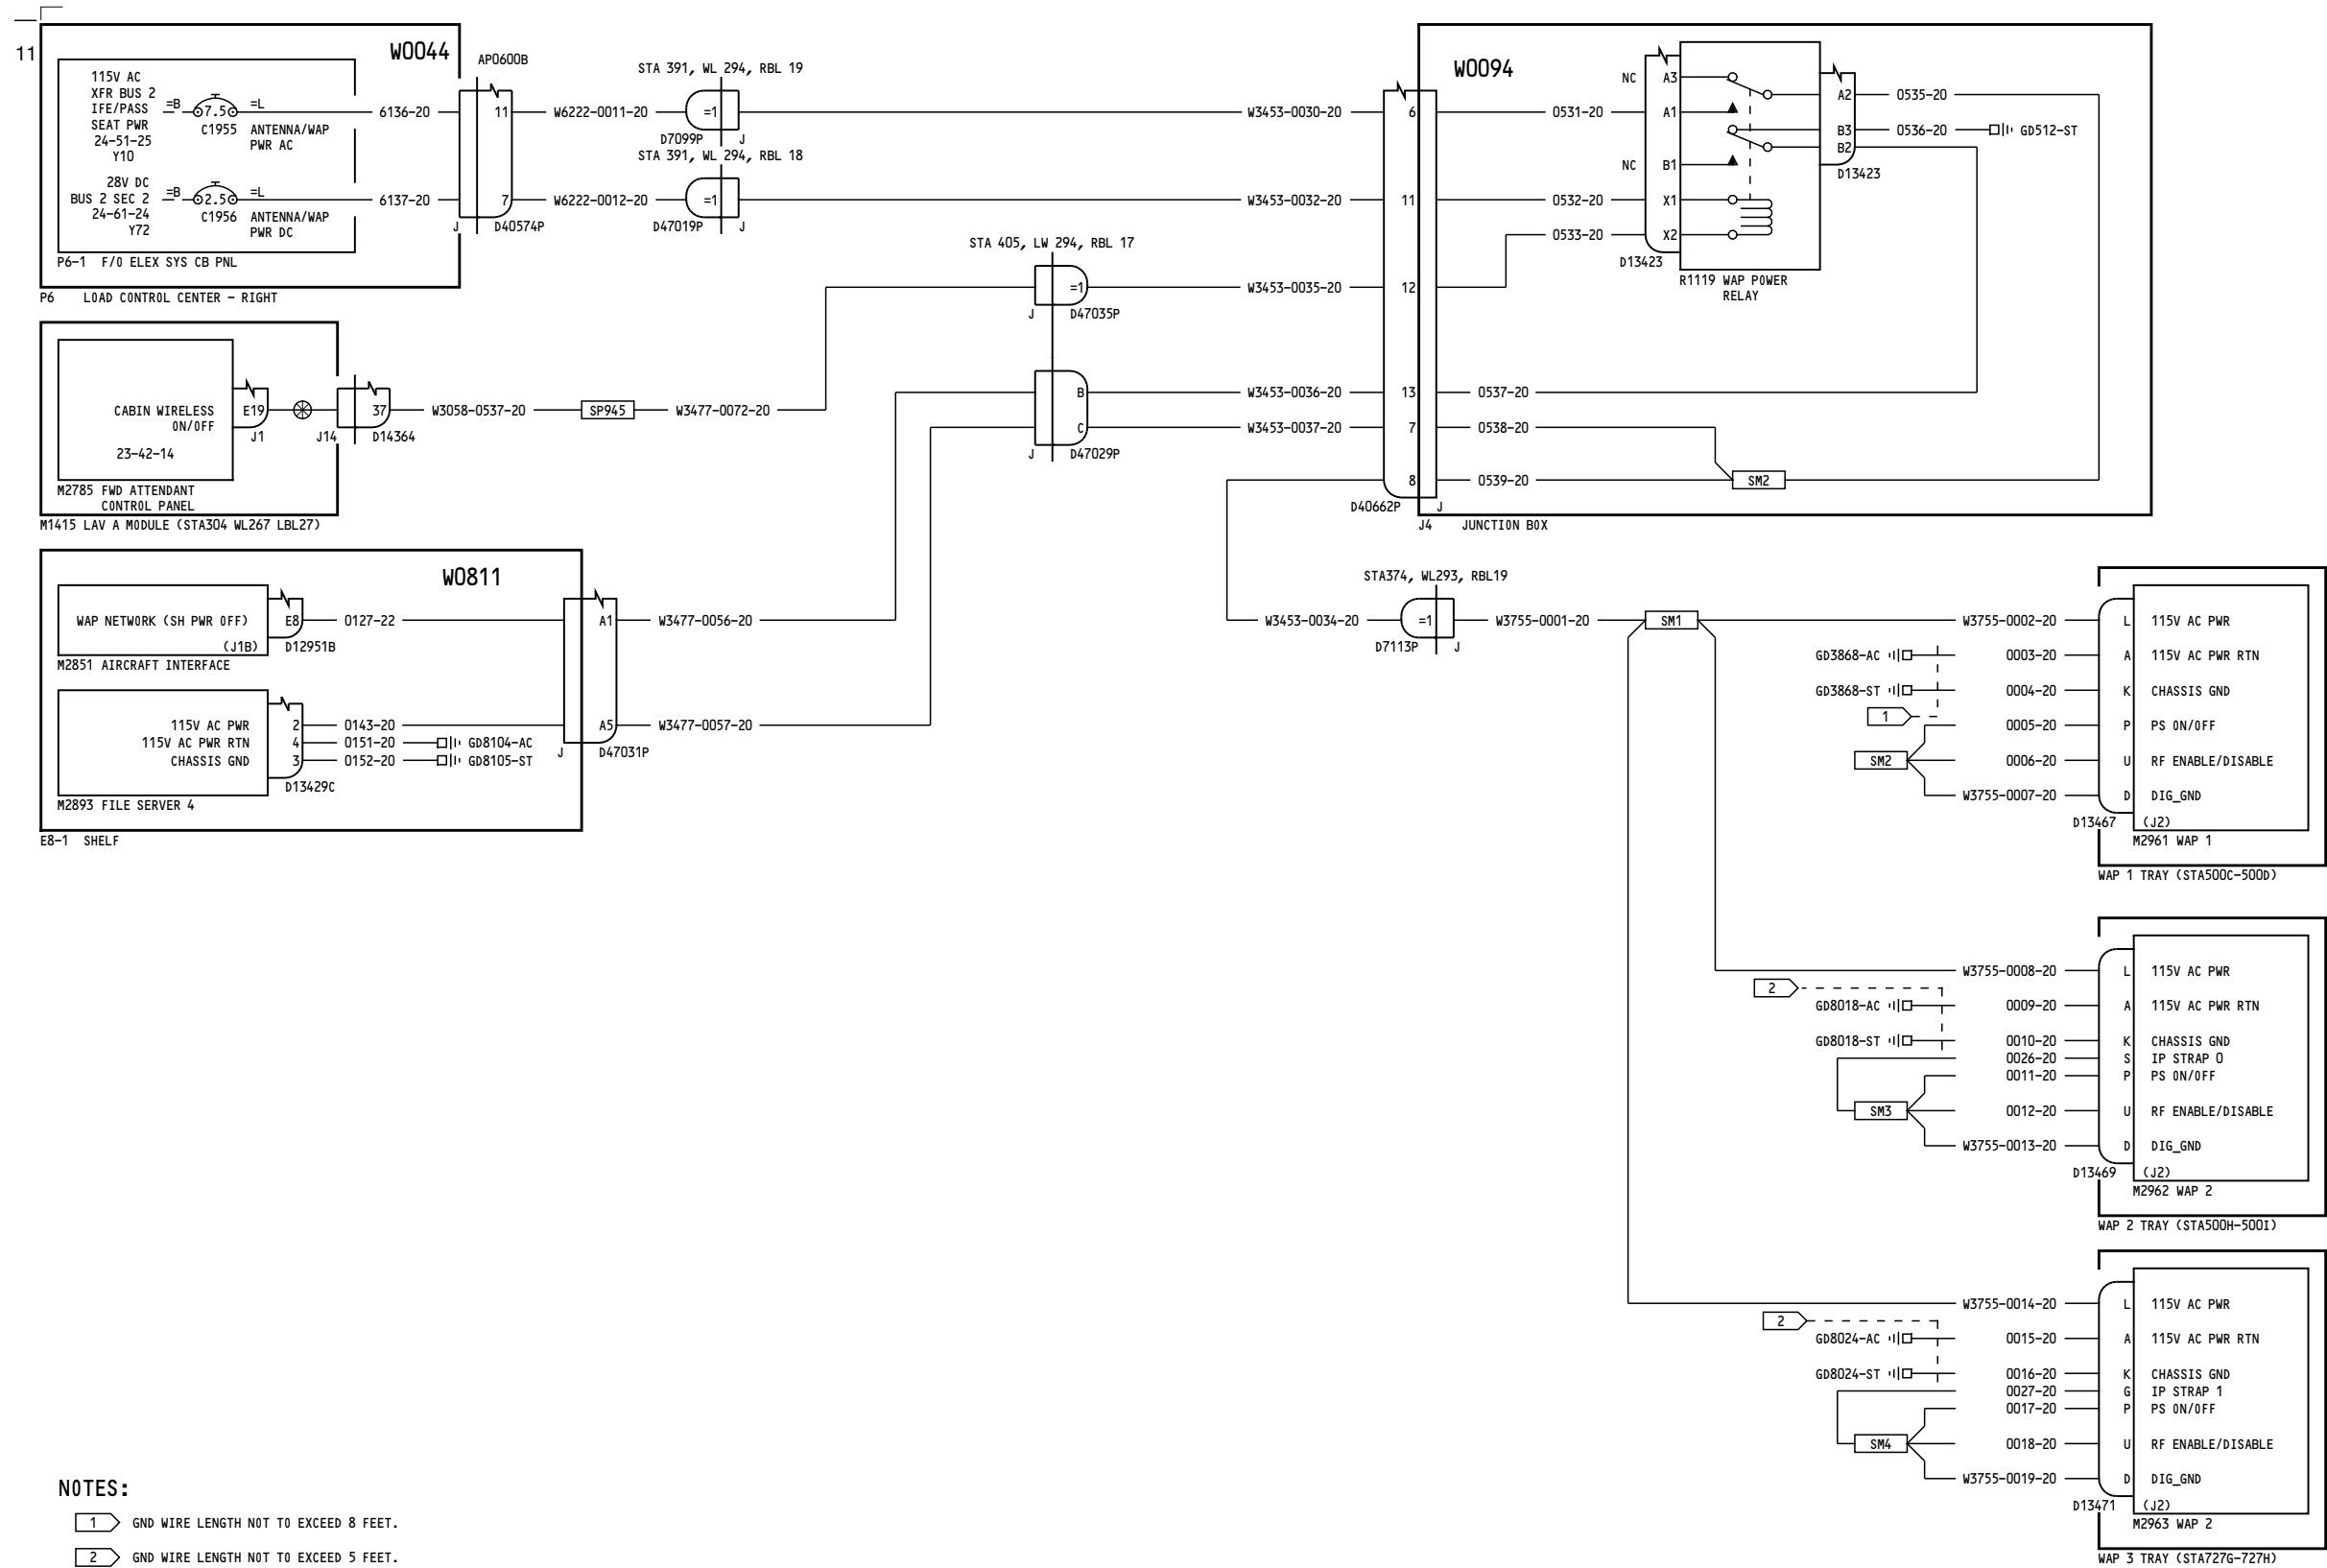 11
W0044
115V AC
XFR BUS 2
IFE/PASS
SEAT PWR
24-51-25
Y10
=B
7.5
=L
C1955
ANTENNA/WAP
PWR AC
6136-20
28V DC
BUS 2 SEC 2
24-61-24
Y72
=B
2.5
=L
C1956
ANTENNA/WAP
PWR DC
6137-20
P6-1 F/O ELEX SYS CB PNL
P6 LOAD CONTROL CENTER - RIGHT
AP0600B
11
7
J
D40574P
W6222-0011-20
W6222-0012-20
STA 391, WL 294, RBL 19
=1
D7099P
J
STA 391, WL 294, RBL 18
=1
D47019P
J
W3453-0030-20
W3453-0032-20
STA 405, LW 294, RBL 17
=1
J
D47035P
W3453-0035-20
B
C
J
D47029P
W3453-0036-20
W3453-0037-20
CABIN WIRELESS
ON/OFF
23-42-14
E19
J1
J14
37
D14364
M2785 FWD ATTENDANT
CONTROL PANEL
M1415 LAV A MODULE (STA304 WL267 LBL27)
W3058-0537-20
SP945
W3477-0072-20
W0811
WAP NETWORK (SH PWR OFF)
(J1B)
E8
D12951B
0127-22
M2851 AIRCRAFT INTERFACE
115V AC PWR
2
0143-20
115V AC PWR RTN
4
0151-20
GD8104-AC
CHASSIS GND
3
0152-20
GD8105-ST
D13429C
M2893 FILE SERVER 4
E8-1 SHELF
A1
A5
J
D47031P
W3477-0056-20
W3477-0057-20
W0094
6
11
12
13
7
8
D40662P
J
J4 JUNCTION BOX
0531-20
0532-20
0533-20
0537-20
0538-20
0539-20
SM2
NC
A3
A1
NC
B1
X1
X2
D13423
R1119 WAP POWER
RELAY
A2
B3
B2
D13423
0535-20
0536-20
GD512-ST
STA374, WL293, RBL19
W3453-0034-20
=1
D7113P
J
W3755-0001-20
SM1
W3755-0002-20
L
115V AC PWR
GD3868-AC
0003-20
A
115V AC PWR RTN
GD3868-ST
0004-20
K
CHASSIS GND
1
0005-20
P
PS ON/OFF
SM2
0006-20
U
RF ENABLE/DISABLE
W3755-0007-20
D
DIG_GND
D13467
(J2)
M2961 WAP 1
WAP 1 TRAY (STA500C-500D)
W3755-0008-20
L
115V AC PWR
2
GD8018-AC
0009-20
A
115V AC PWR RTN
GD8018-ST
0010-20
K
CHASSIS GND
0026-20
S
IP STRAP 0
0011-20
P
PS ON/OFF
SM3
0012-20
U
RF ENABLE/DISABLE
W3755-0013-20
D
DIG_GND
D13469
(J2)
M2962 WAP 2
WAP 2 TRAY (STA500H-500I)
W3755-0014-20
L
115V AC PWR
2
GD8024-AC
0015-20
A
115V AC PWR RTN
GD8024-ST
0016-20
K
CHASSIS GND
0027-20
G
IP STRAP 1
0017-20
P
PS ON/OFF
SM4
0018-20
U
RF ENABLE/DISABLE
W3755-0019-20
D
DIG_GND
D13471
(J2)
M2963 WAP 2
WAP 3 TRAY (STA727G-727H)
NOTES:
1 GND WIRE LENGTH NOT TO EXCEED 8 FEET.
2 GND WIRE LENGTH NOT TO EXCEED 5 FEET.